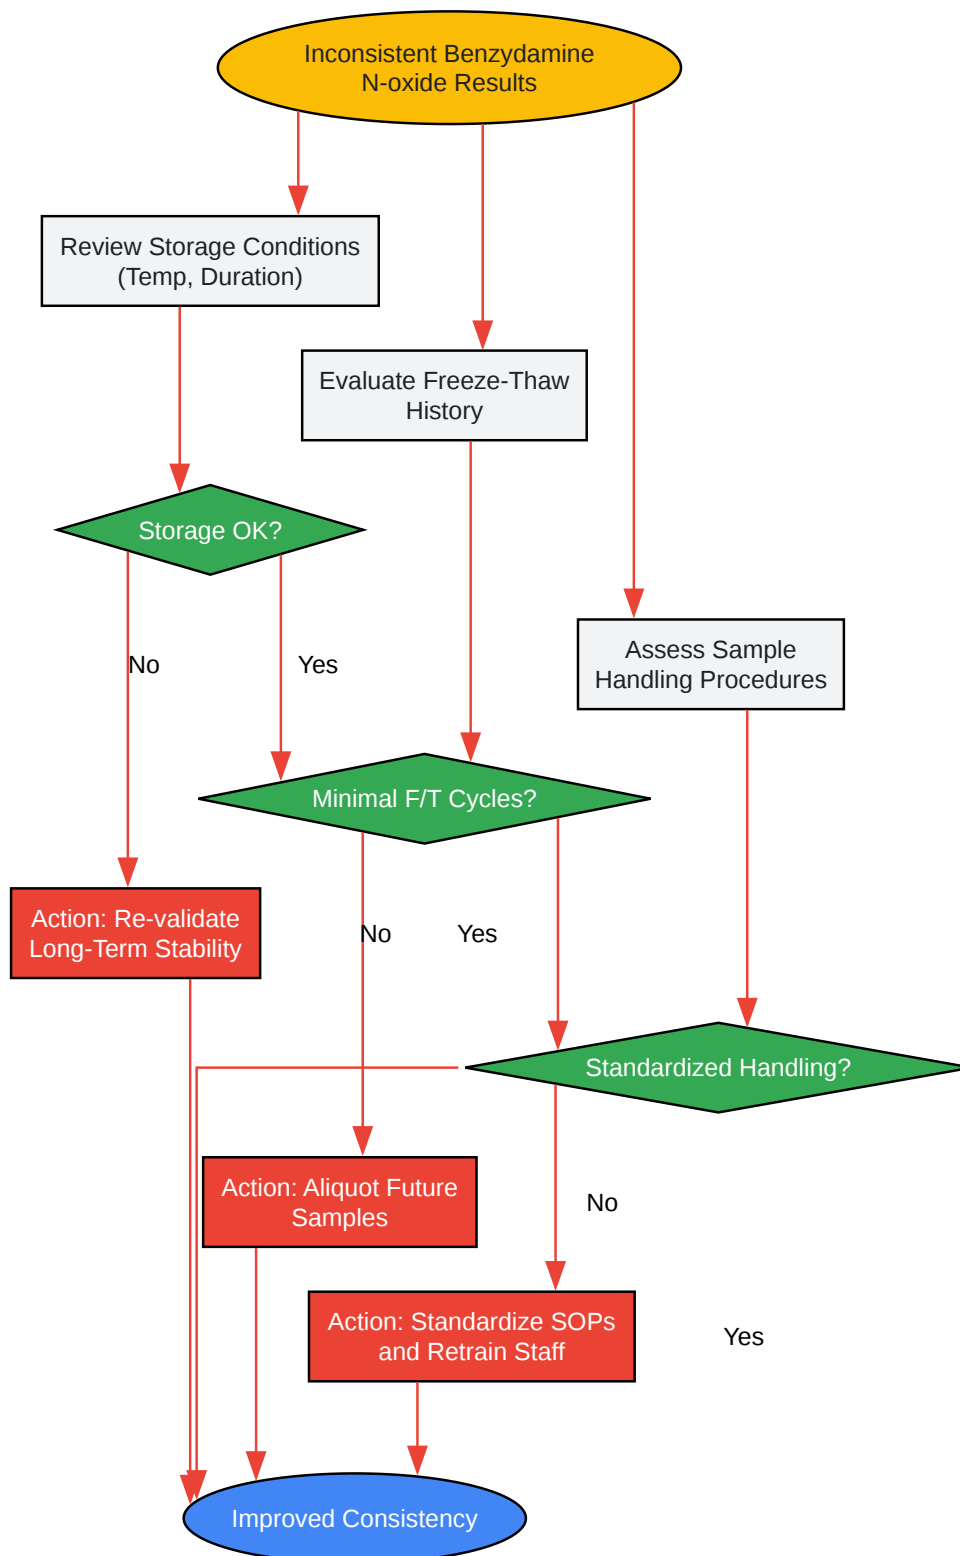 Inconsistent Benzydamine
N-oxide Results
Review Storage Conditions
(Temp, Duration)
Evaluate Freeze-Thaw
History
Storage OK?
No
Yes
Assess Sample
Handling Procedures
Minimal F/T Cycles?
Action: Re-validate
Long-Term Stability
No
Yes
Standardized Handling?
Action: Aliquot Future
Samples
No
Action: Standardize SOPs
and Retrain Staff
Yes
Improved Consistency